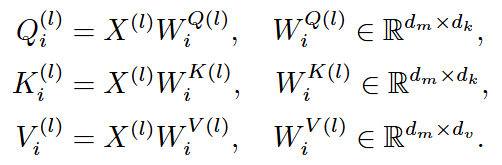 Q_i^{(l)} = X^{(l)} W_i^{Q(l)}, W_i^{Q(l)} ∈ ℝ^{d_m×d_k}
K_i^{(l)} = X^{(l)} W_i^{K(l)}, W_i^{K(l)} ∈ ℝ^{d_m×d_k},
V_i^{(l)} = X^{(l)} W_i^{V(l)}, W_i^{V(l)} ∈ ℝ^{d_m×d_v}.